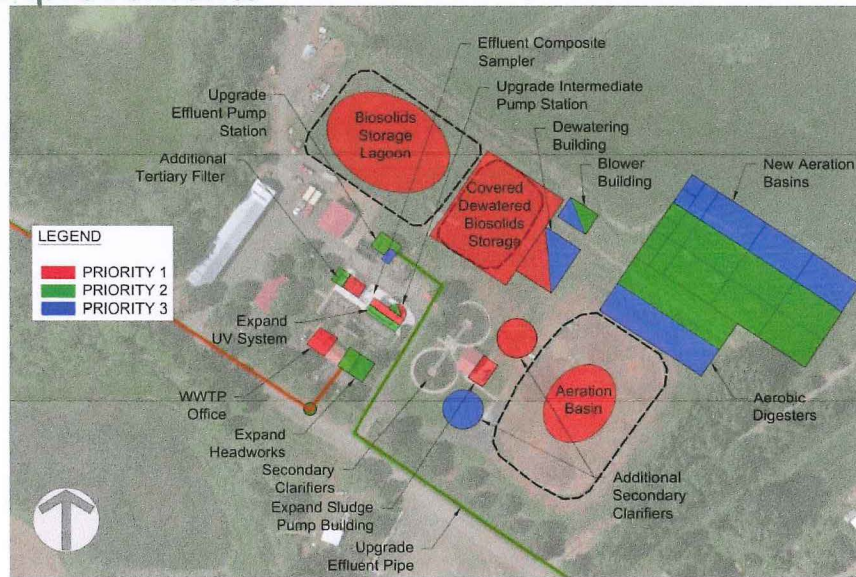 Effluent Composite
Sampler
Upgrade Intermediate
Pump Station
Dewatering
Building
Blower
Building
New Aeration
Basins
Upgrade
Effluent Pump
Station
Additional
Tertiary Filter
Biosolids
Storage
Lagoon
Covered
Dewatered
Biosolids
Storage
LEGEND
PRIORITY 1
PRIORITY 2
PRIORITY 3
Expand
UV System
WWTP
Office
Expand
Headworks
Secondary
Clarifiers
Expand Sludge
Pump Building
Upgrade
Effluent Pipe
Aeration
Basin
Aerobic
Digesters
Additional
Secondary
Clarifiers